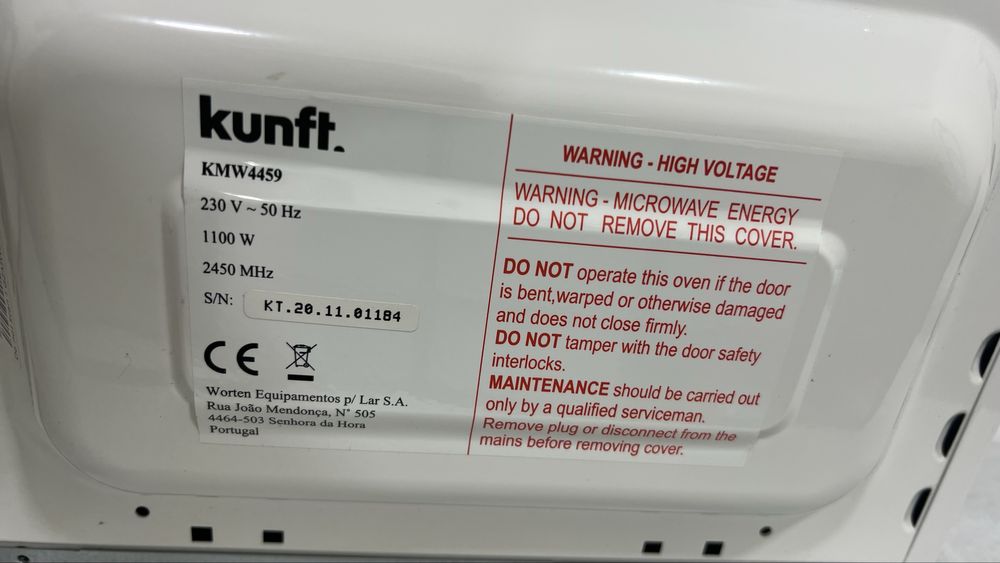 kunft.
KMW4459
230 V ~ 50 Hz
1100 W
2450 MHz
S/N: KT.20.11.01184
CE
Worten Equipamentos p/ Lar S.A.
Rua João Mendonça, N° 505
4464-503 Senhora da Hora
Portugal
WARNING - HIGH VOLTAGE
WARNING - MICROWAVE ENERGY
DO NOT REMOVE THIS COVER.
DO NOT operate this oven if the door
is bent,warped or otherwise damaged
and does not close firmly.
DO NOT tamper with the door safety
interlocks.
MAINTENANCE should be carried out
only by a qualified serviceman.
Remove plug or disconnect from the
mains before removing cover.